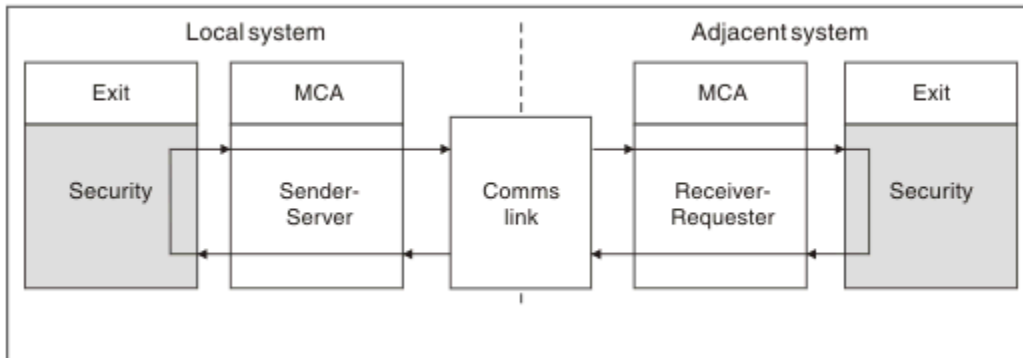 Local system
Adjacent system
Exit
MCA
MCA
Exit
Security
Sender-
Server
Comms
link
Receiver-
Requester
Security